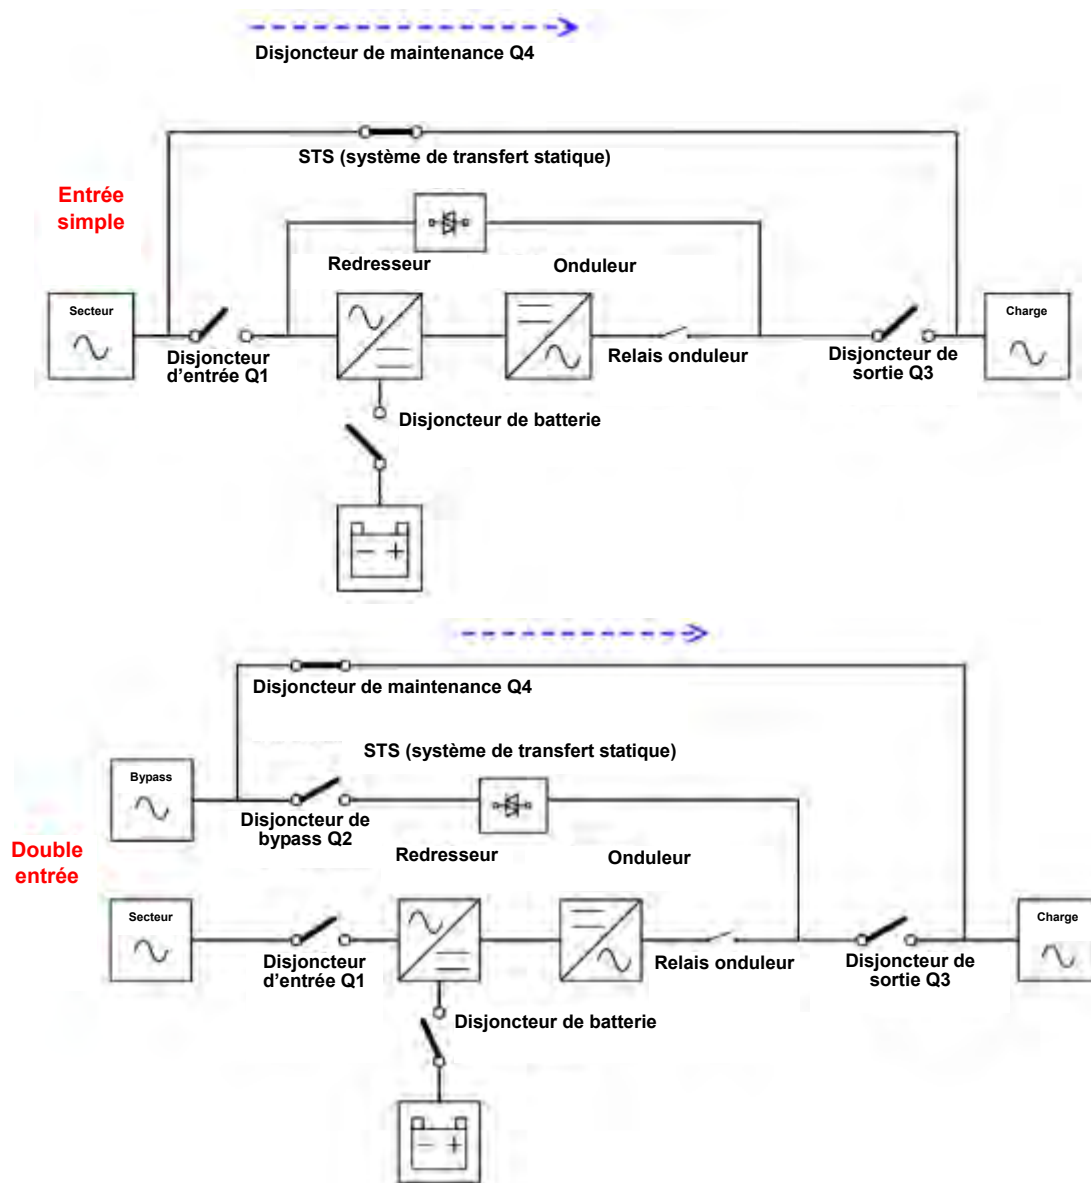 Disjoncteur de maintenance Q4
STS (système de transfert statique)
Entrée
simple
Redresseur
Onduleur
Secteur
Charge
Disjoncteur
d'entrée Q1
Relais onduleur
Disjoncteur de
sortie Q3
Disjoncteur de batterie
Disjoncteur de maintenance Q4
STS (système de transfert statique)
Bypass
Disjoncteur de
bypass Q2
Double
entrée
Redresseur
Onduleur
Secteur
Charge
Disjoncteur
d'entrée Q1
Relais onduleur
Disjoncteur de
sortie Q3
Disjoncteur de batterie